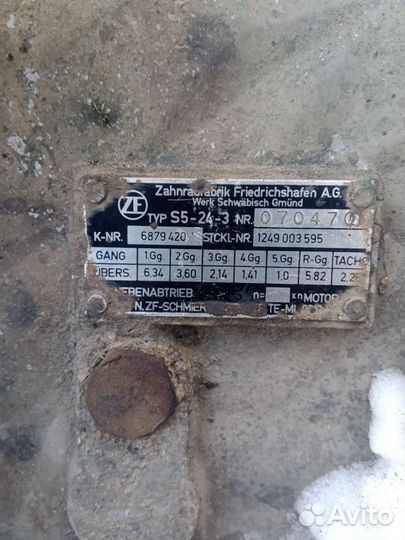 Zahnradfabrik Friedrichshafen A.G.
Werk Schwäbisch Gmünd
ZF TYP S5-24-3 NR. 070470
K-NR. 6879 420 STCKL-NR. 1249 003 595
GANG 1.Gg. 2.Gg. 3.Gg. 4.Gg. 5.Gg. R-Gg. TACHO
ÜBERS. 6,34 3,60 2,14 1,41 1,0 5,82 2,2
NEBENABTRIEB n= x n MOTOR
N.ZF-SCHMIER
Avito